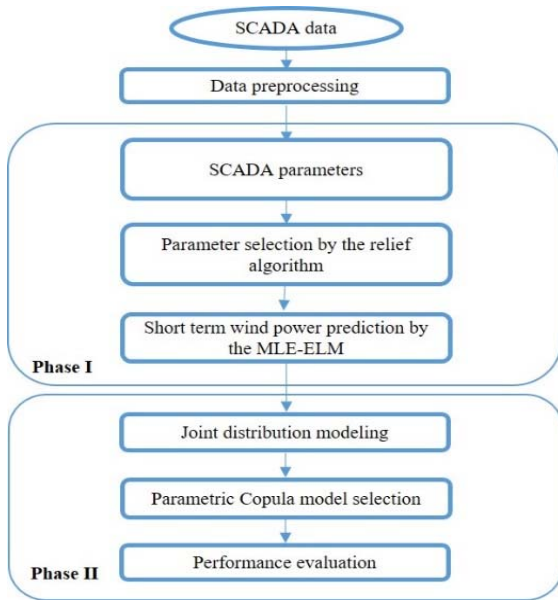 SCADA data
Data preprocessing
SCADA parameters
Parameter selection by the relief
algorithm
Short term wind power prediction by
the MLE-ELM
Phase I
Joint distribution modeling
Parametric Copula model selection
Performance evaluation
Phase II